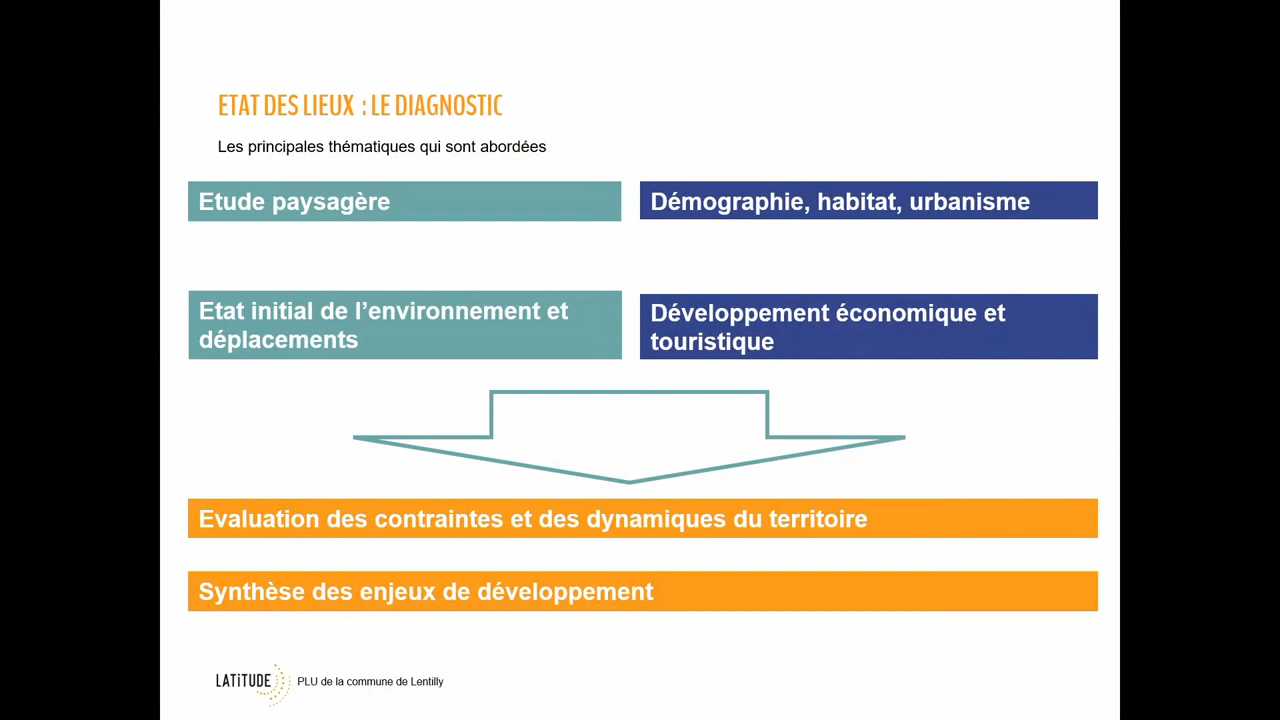 ETAT DES LIEUX : LE DIAGNOSTIC
Les principales thématiques qui sont abordées
Etude paysagère
Démographie, habitat, urbanisme
Etat initial de l’environnement et
déplacements
Développement économique et
touristique
Evaluation des contraintes et des dynamiques du territoire
Synthèse des enjeux de développement
LATiTUDE
PLU de la commune de Lentilly